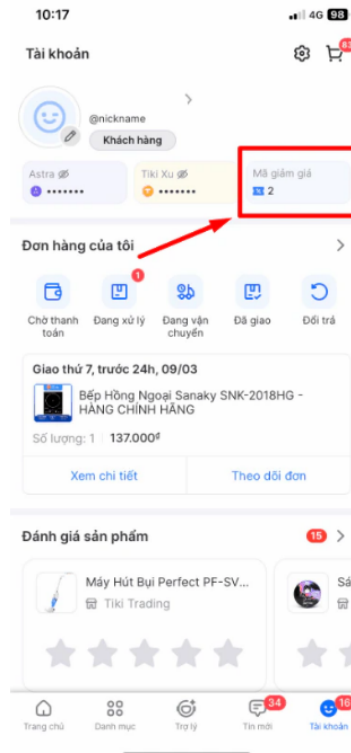 10:17
4G 98
Tài khoản
83
@nickname
Khách hàng
Astra
Tiki Xu
Mã giảm giá
2
Đơn hàng của tôi
1
Chờ thanh toán
Đang xử lý
Đang vận chuyển
Đã giao
Đổi trả
Giao thứ 7, trước 24h, 09/03
Bếp Hồng Ngoại Sanaky SNK-2018HG -
HÀNG CHÍNH HÃNG
Số lượng: 1 137.000₫
Xem chi tiết
Theo dõi đơn
Đánh giá sản phẩm
15
Máy Hút Bụi Perfect PF-SV...
Tiki Trading
Sá
34
16
Trang chủ
Danh mục
Trợ lý
Tin mới
Tài khoản